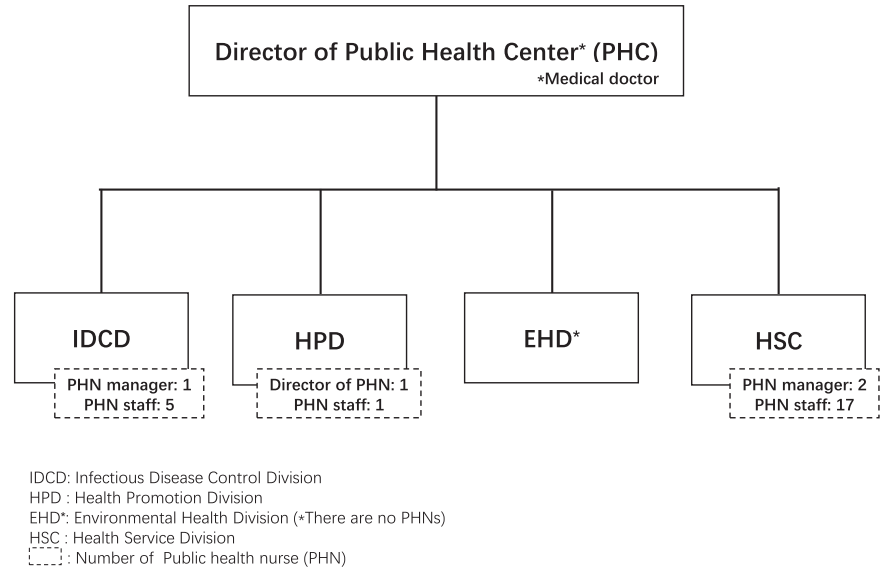 Director of Public Health Center* (PHC)
*Medical doctor
IDCD
PHN manager: 1
PHN staff: 5
HPD
Director of PHN: 1
PHN staff: 1
EHD*
HSC
PHN manager: 2
PHN staff: 17
IDCD: Infectious Disease Control Division
HPD : Health Promotion Division
EHD*: Environmental Health Division (*There are no PHNs)
HSC : Health Service Division
: Number of Public health nurse (PHN)